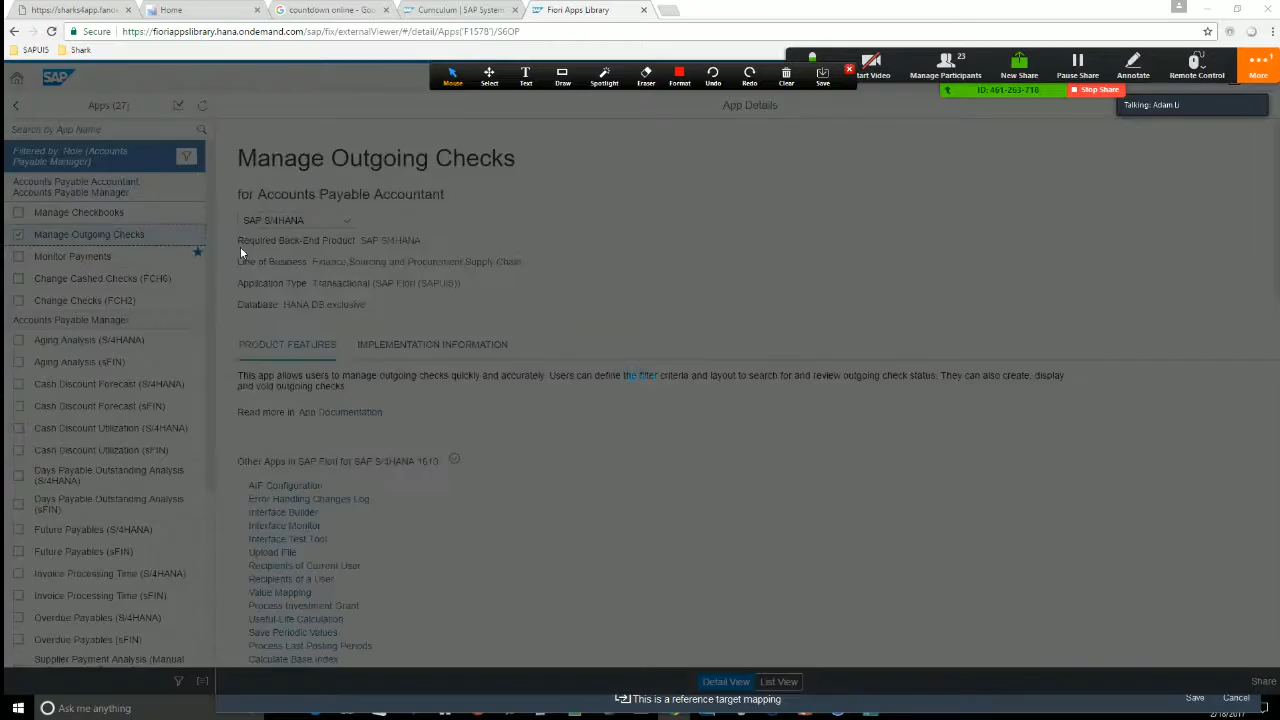 https://sharks4app.fano
Home
countdown online - Goo
Curriculum | SAP System
Fiori Apps Library
Secure https://fioriappslibrary.hana.ondemand.com/sap/fix/externalViewer/#/detail/Apps('F1578')/S6OP
SAPUI5 Shark
tart Video Manage Participants 23 New Share Pause Share Annotate Remote Control More
Mouse Select Text Draw Spotlight Eraser Format Undo Redo Clear Save
ID: 461-263-718 Stop Share
Talking: Adam Li
SAP
Apps (27)
App Details
Search by App Name
Filtered by: Role (Accounts
Payable Manager)
Accounts Payable Accountant,
Accounts Payable Manager
Manage Checkbooks
Manage Outgoing Checks
Monitor Payments
Change Cashed Checks (FCH6)
Change Checks (FCH2)
Accounts Payable Manager
Aging Analysis (S/4HANA)
Aging Analysis (sFIN)
Cash Discount Forecast (S/4HANA)
Cash Discount Forecast (sFIN)
Cash Discount Utilization (S/4HANA)
Cash Discount Utilization (sFIN)
Days Payable Outstanding Analysis
(S/4HANA)
Days Payable Outstanding Analysis
(sFIN)
Future Payables (S/4HANA)
Future Payables (sFIN)
Invoice Processing Time (S/4HANA)
Invoice Processing Time (sFIN)
Overdue Payables (S/4HANA)
Overdue Payables (sFIN)
Supplier Payment Analysis (Manual
Manage Outgoing Checks
for Accounts Payable Accountant
SAP S/4HANA
Required Back-End Product: SAP S/4HANA
Line of Business: Finance,Sourcing and Procurement,Supply Chain
Application Type: Transactional (SAP Fiori (SAPUI5))
Database: HANA DB exclusive
PRODUCT FEATURES IMPLEMENTATION INFORMATION
This app allows users to manage outgoing checks quickly and accurately. Users can define the filter criteria and layout to search for and review outgoing check status. They can also create, display
and void outgoing checks.
Read more in: App Documentation
Other Apps in SAP Fiori for SAP S/4HANA 1610
AIF Configuration
Error Handling Changes Log
Interface Builder
Interface Monitor
Interface Test Tool
Upload File
Recipients of Current User
Recipients of a User
Value Mapping
Process Investment Grant
Useful-Life Calculation
Save Periodic Values
Process Last Posting Periods
Calculate Base Index
Detail View List View
Share
This is a reference target mapping
Save Cancel
Ask me anything
2/18/2017